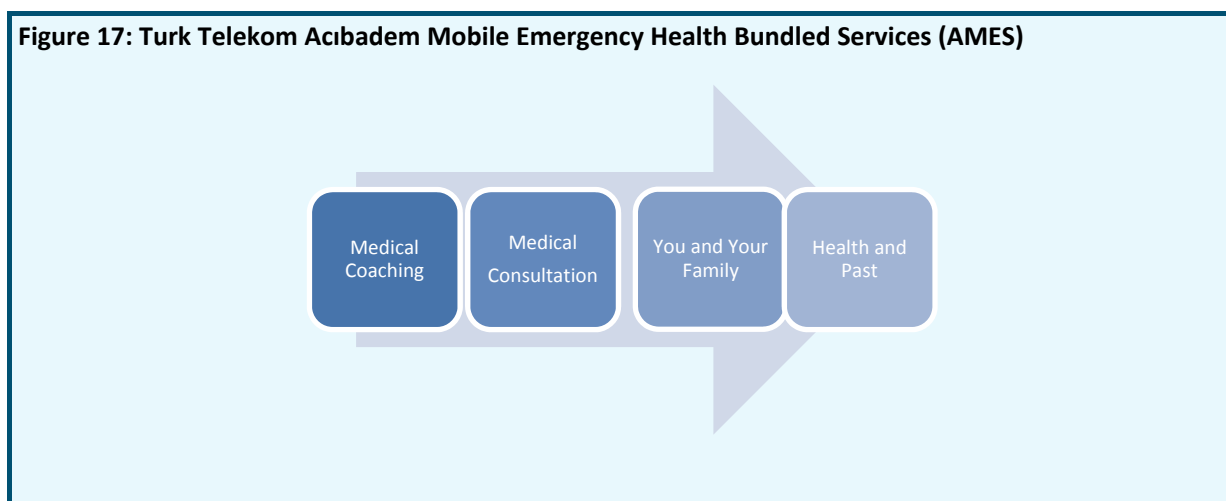 Figure 17: Turk Telekom Acıbadem Mobile Emergency Health Bundled Services (AMES)
Medical
Coaching
Medical
Consultation
You and Your
Family
Health and
Past